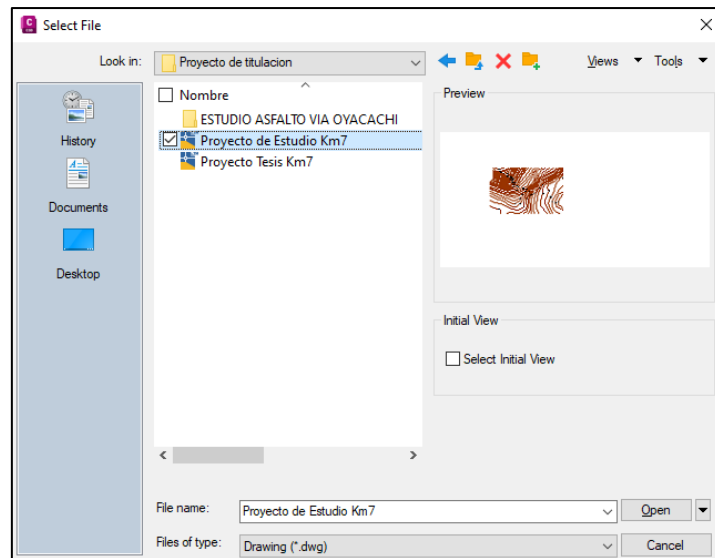 Select File
Look in:
Proyecto de titulacion
Views
Tools
Nombre
ESTUDIO ASFALTO VIA OYACACHI
Proyecto de Estudio Km7
Proyecto Tesis Km7
History
Documents
Desktop
Preview
Initial View
Select Initial View
File name:
Proyecto de Estudio Km7
Open
Files of type:
Drawing (*.dwg)
Cancel